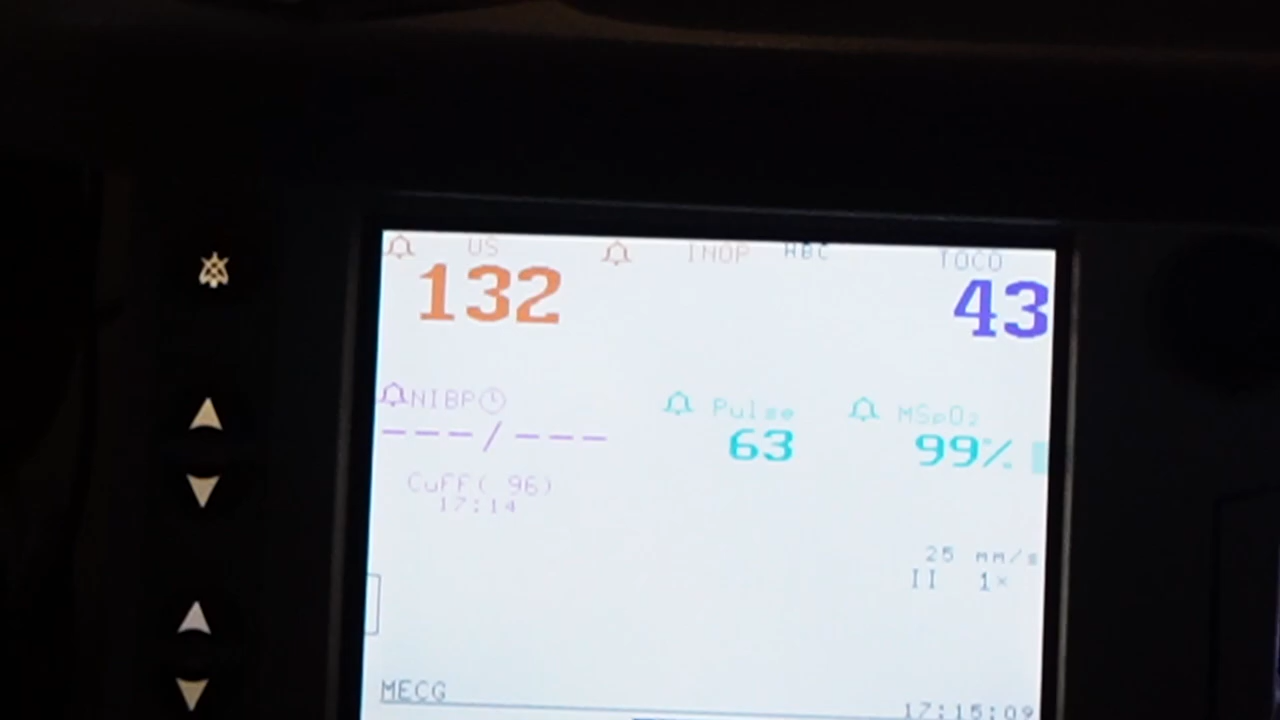 US INOP ABC TOCO
132 43
NIBP Pulse MSpO₂
---/--- 63 99%
Cuff( 96)
17:14
25 mm/s
II 1x
MECG
17:15:09